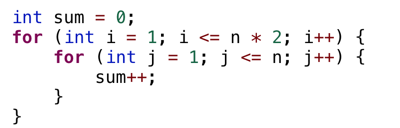 int sum = 0;
for (int i = 1; i <= n * 2; i++) {
    for (int j = 1; j <= n; j++) {
        sum++;
    }
}